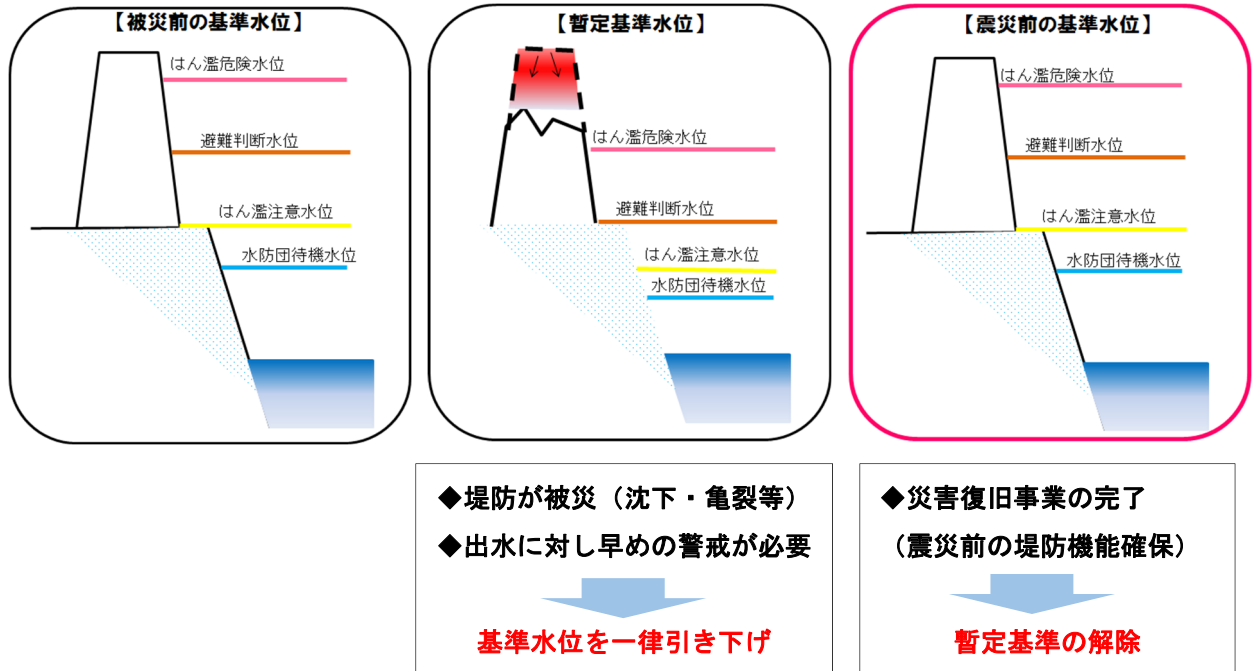 【被災前の基準水位】
はん濫危険水位
避難判断水位
はん濫注意水位
水防団待機水位
【暫定基準水位】
はん濫危険水位
避難判断水位
はん濫注意水位
水防団待機水位
【震災前の基準水位】
はん濫危険水位
避難判断水位
はん濫注意水位
水防団待機水位
◆堤防が被災（沈下・亀裂等）
◆出水に対し早めの警戒が必要
基準水位を一律引き下げ
◆災害復旧事業の完了
（震災前の堤防機能確保）
暫定基準の解除